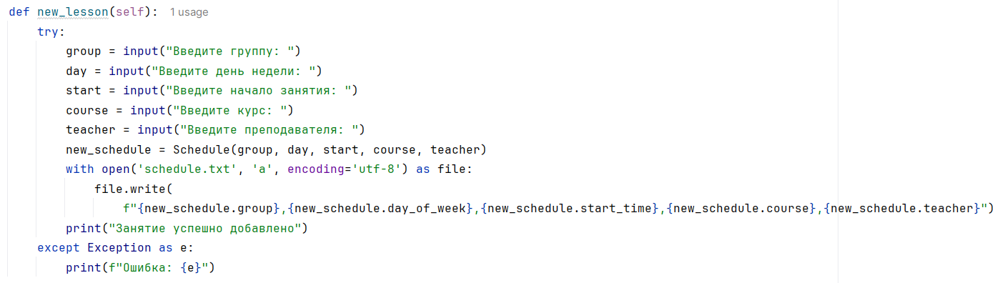 def new_lesson(self):  1 usage
    try:
        group = input("Введите группу: ")
        day = input("Введите день недели: ")
        start = input("Введите начало занятия: ")
        course = input("Введите курс: ")
        teacher = input("Введите преподавателя: ")
        new_schedule = Schedule(group, day, start, course, teacher)
        with open('schedule.txt', 'a', encoding='utf-8') as file:
            file.write(
                f"{new_schedule.group},{new_schedule.day_of_week},{new_schedule.start_time},{new_schedule.course},{new_schedule.teacher}")
        print("Занятие успешно добавлено")
    except Exception as e:
        print(f"Ошибка: {e}")